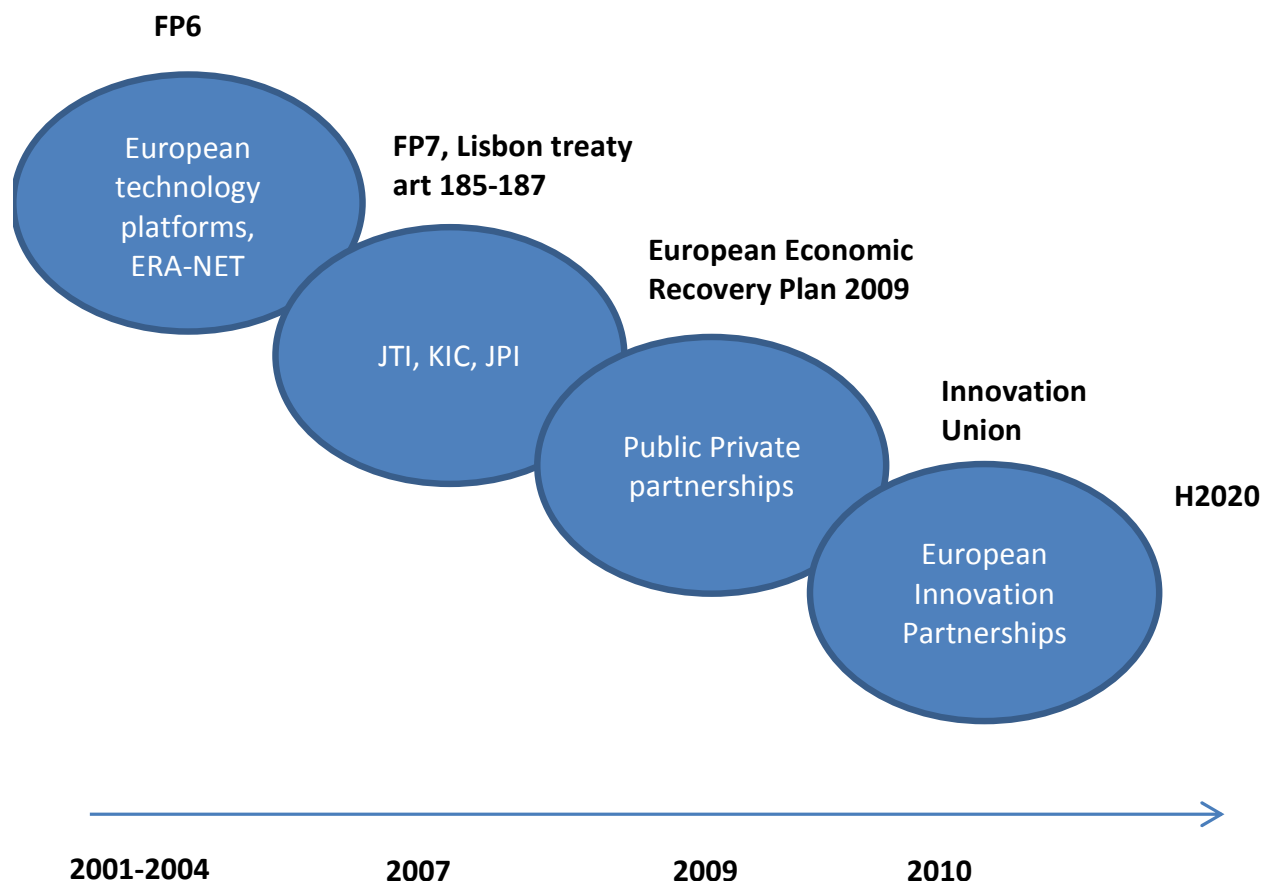 FP6
European
technology
platforms,
ERA-NET
FP7, Lisbon treaty
art 185-187
JTI, KIC, JPI
European Economic
Recovery Plan 2009
Public Private
partnerships
Innovation
Union
European
Innovation
Partnerships
H2020
2001-2004
2007
2009
2010